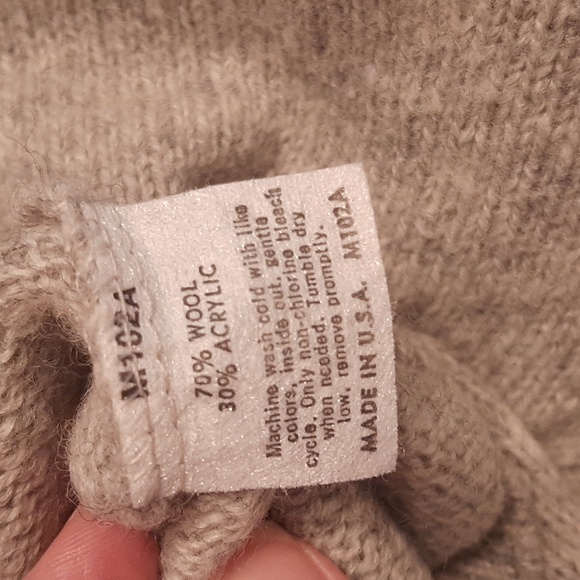 M102A
70% WOOL
30% ACRYLIC
Machine wash cold with like
colors, inside out, gentle
cycle. Only non-chlorine bleach
when needed. Tumble dry
low, remove promptly.
MADE IN U.S.A. M102A